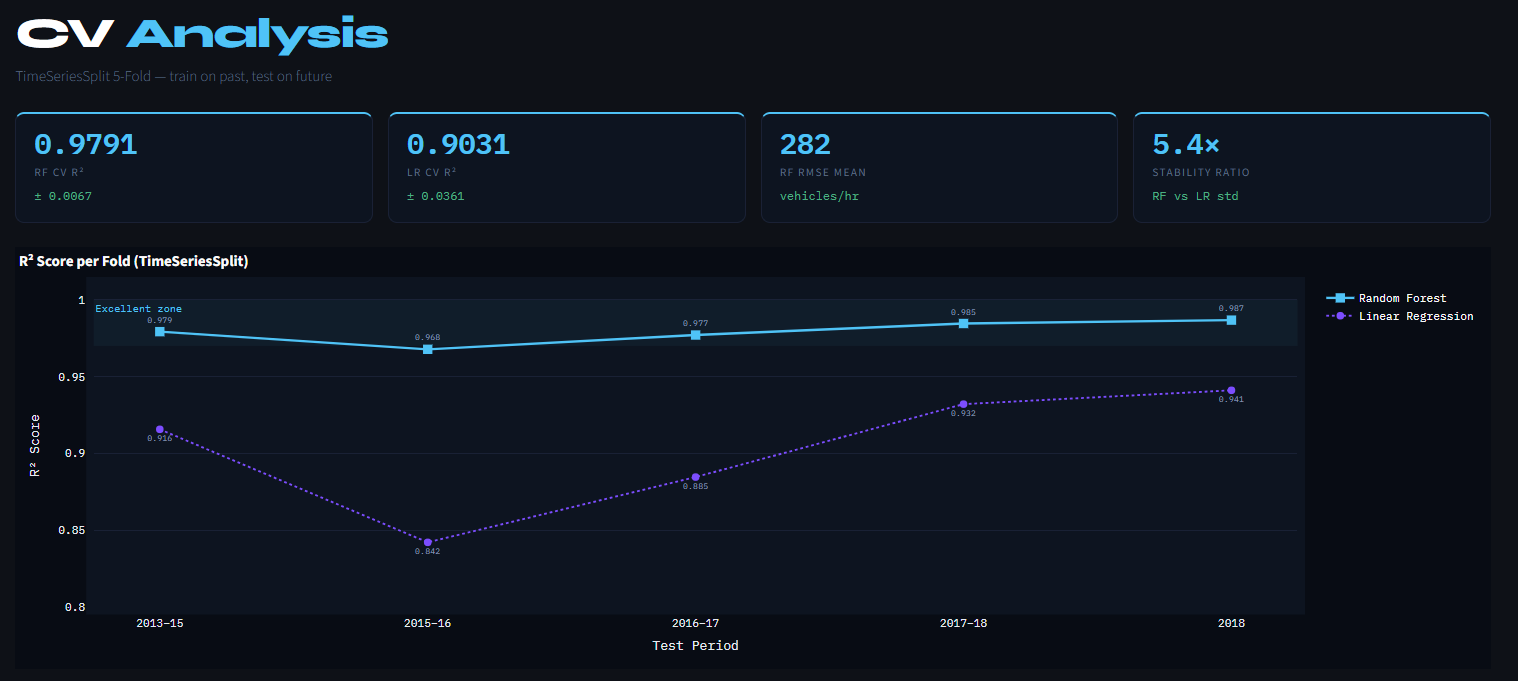 CV Analysis
TimeSeriesSplit 5-Fold — train on past, test on future
0.9791
RF CV R²
± 0.0067
0.9031
LR CV R²
± 0.0361
282
RF RMSE MEAN
vehicles/hr
5.4×
STABILITY RATIO
RF vs LR std
R² Score per Fold (TimeSeriesSplit)
Random Forest
Linear Regression
Excellent zone
0.979
0.968
0.977
0.985
0.987
0.916
0.842
0.885
0.932
0.941
1
0.95
0.9
0.85
0.8
R² Score
2013–15
2015–16
2016–17
2017–18
2018
Test Period